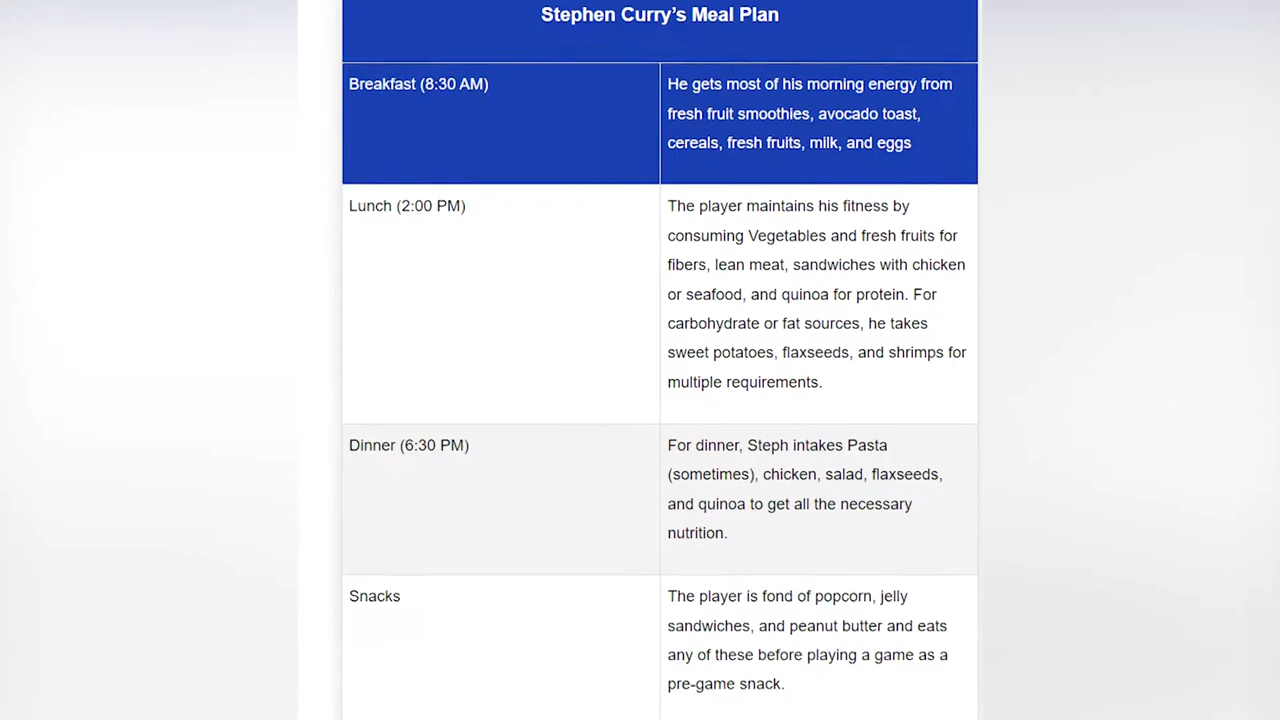 Stephen Curry’s Meal Plan
Breakfast (8:30 AM)
He gets most of his morning energy from
fresh fruit smoothies, avocado toast,
cereals, fresh fruits, milk, and eggs
Lunch (2:00 PM)
The player maintains his fitness by
consuming Vegetables and fresh fruits for
fibers, lean meat, sandwiches with chicken
or seafood, and quinoa for protein. For
carbohydrate or fat sources, he takes
sweet potatoes, flaxseeds, and shrimps for
multiple requirements.
Dinner (6:30 PM)
For dinner, Steph intakes Pasta
(sometimes), chicken, salad, flaxseeds,
and quinoa to get all the necessary
nutrition.
Snacks
The player is fond of popcorn, jelly
sandwiches, and peanut butter and eats
any of these before playing a game as a
pre-game snack.